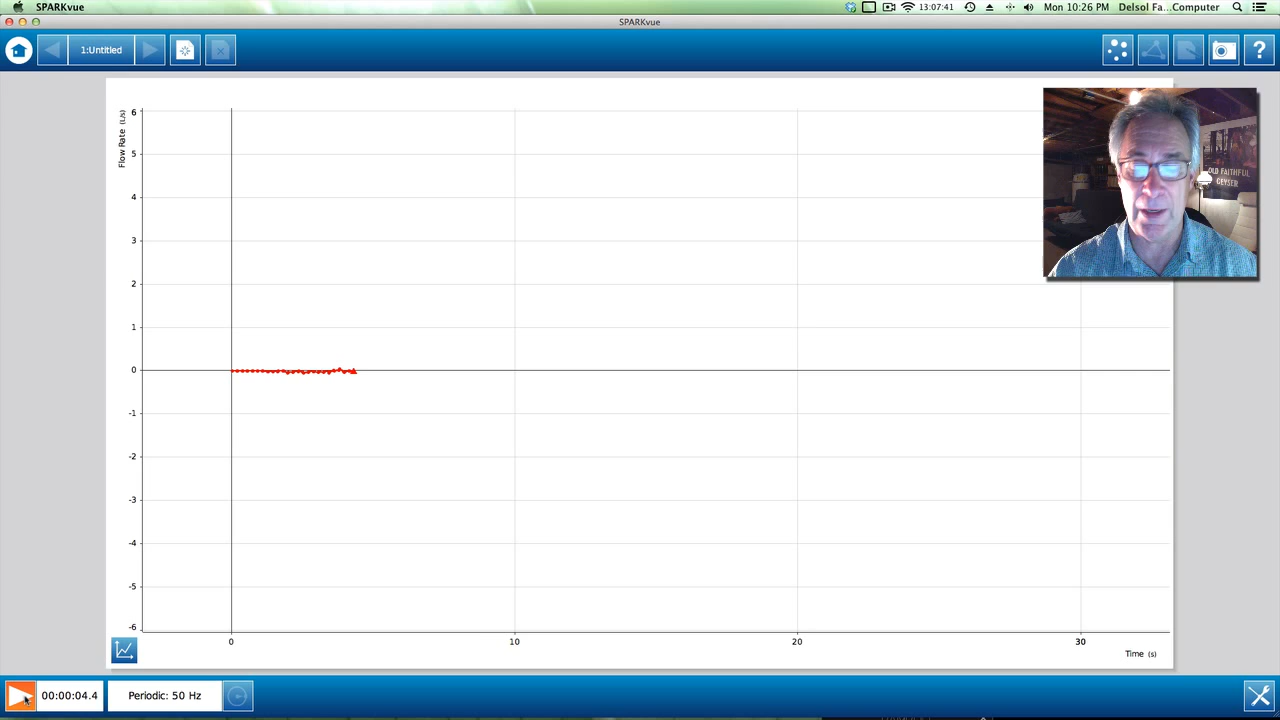 SPARKvue
13:07:41
Mon 10:26 PM
Delsol Fa...Computer
SPARKvue
1:Untitled
?
Flow Rate (L/s)
6
5
4
3
2
1
0
-1
-2
-3
-4
-5
-6
0
10
20
30
Time (s)
OLD FAITHFUL
GEYSER
00:00:04.4
Periodic: 50 Hz